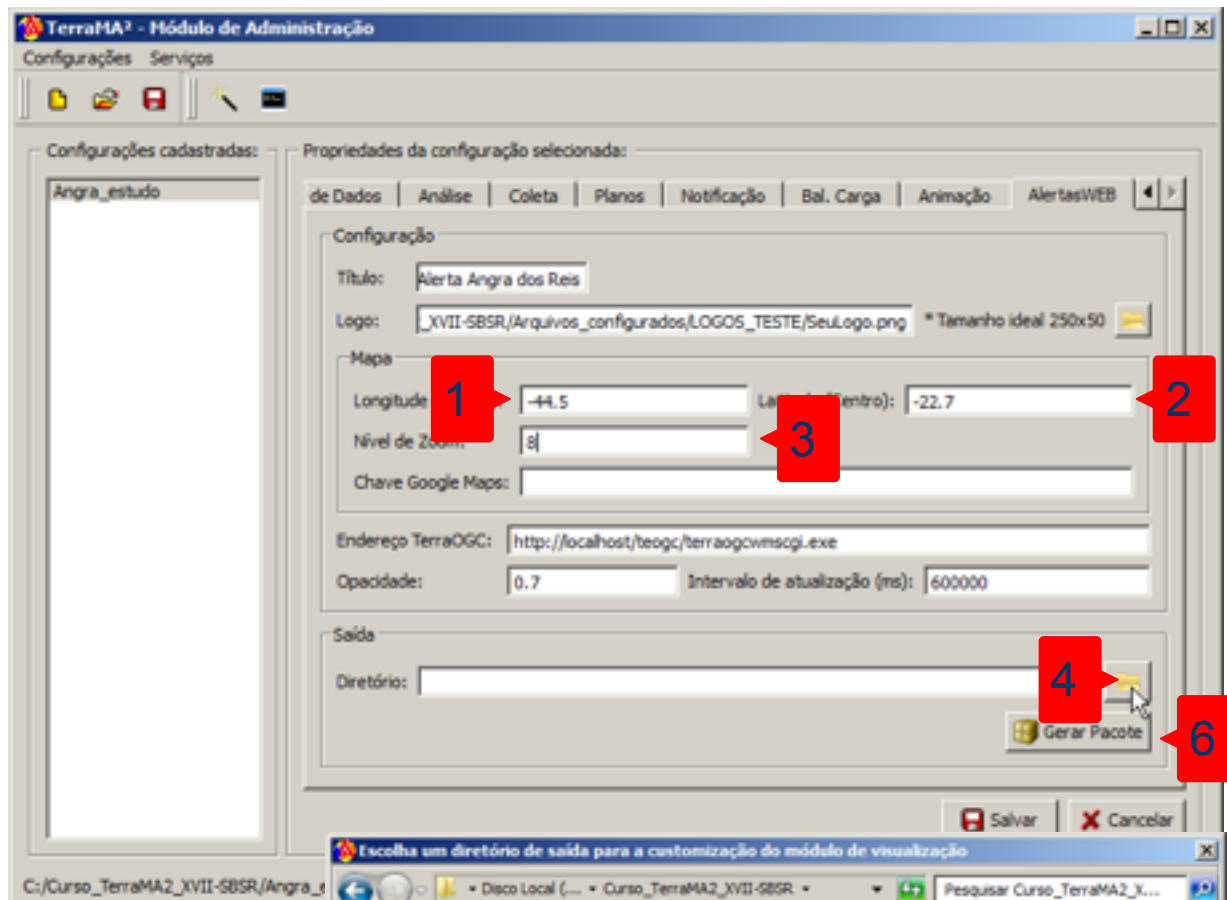 TerraMA² - Módulo de Administração
Configurações Serviços
Configurações cadastradas:
Angra_estudo
Propriedades da configuração selecionada:
de Dados Análise Coleta Planos Notificação Bal. Carga Animação AlertasWEB
Configuração
Título: Alerta Angra dos Reis
Logo: _XVII-SBSR/Arquivos_configurados/LOGOS_TESTE/SeuLogo.png * Tamanho ideal 250x50
Mapa
Longitude 1 -44.5 (Centro): -22.7 2
Nível de Zoom: 8 3
Chave Google Maps:
Endereço TerraOGC: http://localhost/teogc/terraogcwmscgi.exe
Opacidade: 0.7 Intervalo de atualização (ms): 600000
Saída
Diretório: 4
Gerar Pacote 6
Salvar Cancelar
Escolha um diretório de saída para a customização do módulo de visualização
C:/Curso_TerraMA2_XVII-SBSR/Angra_e
Disco Local (... Curso_TerraMA2_XVII-SBSR Pesquisar Curso_TerraMA2_X...